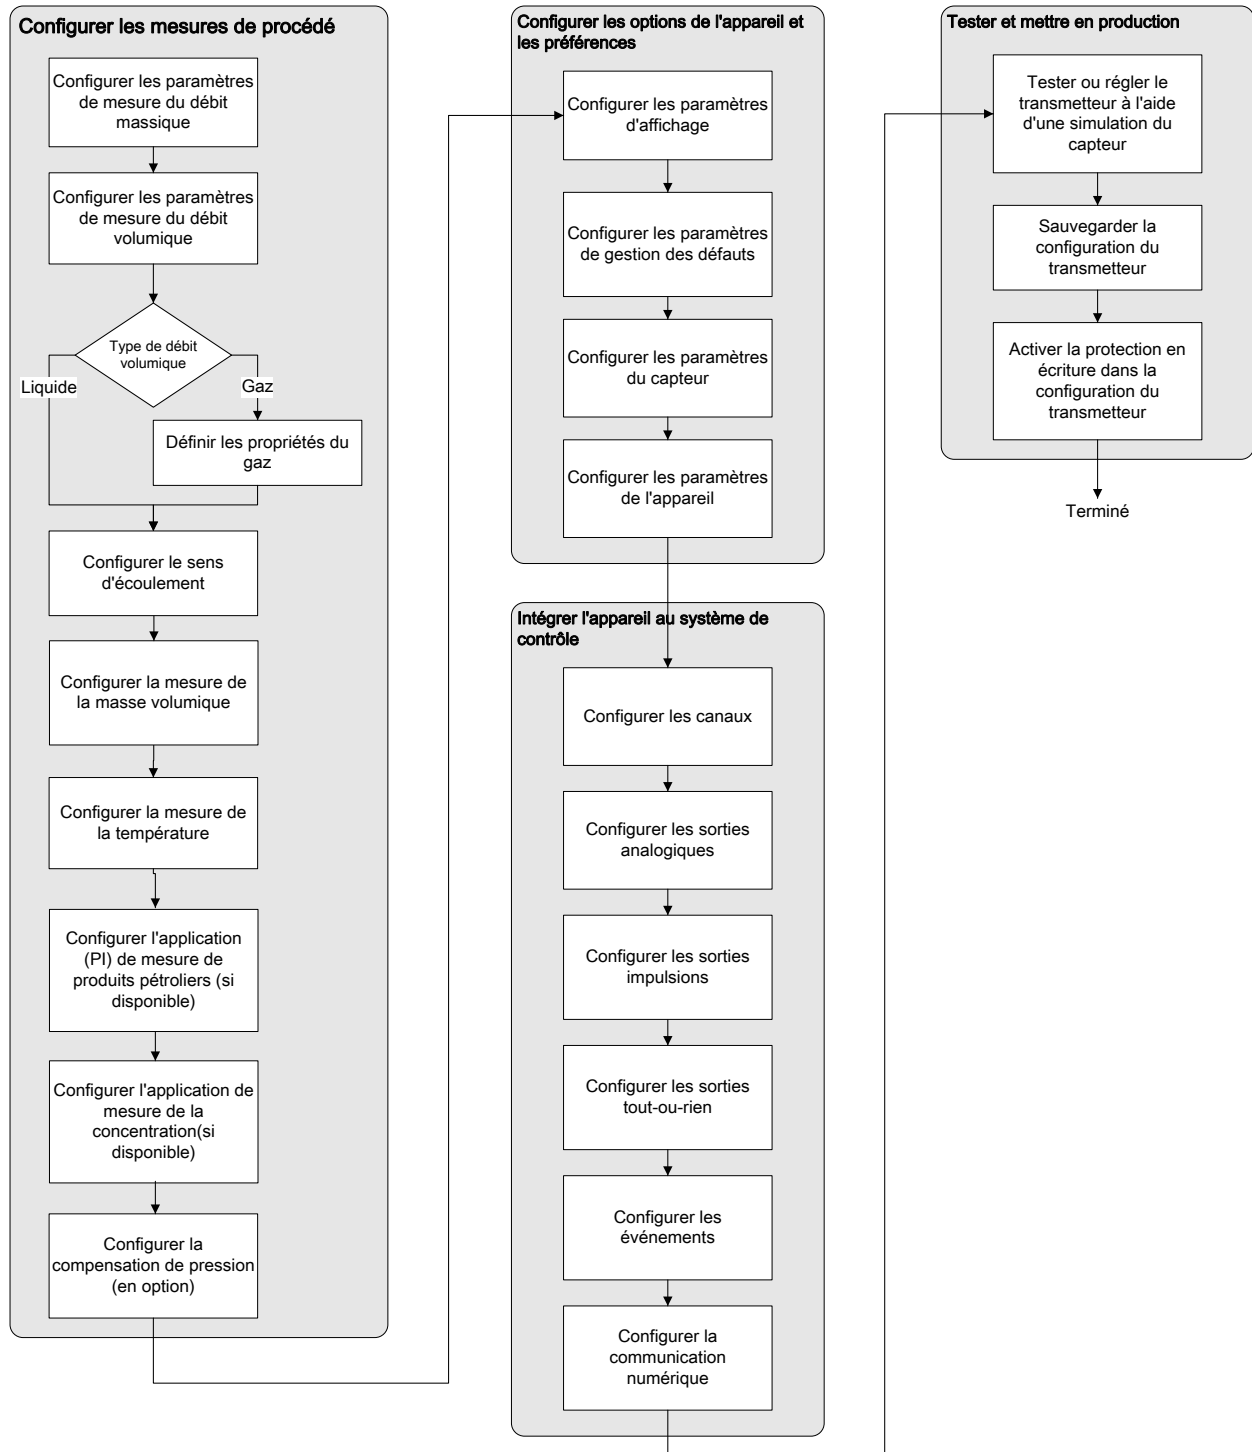 Configurer les mesures de procédé
Configurer les paramètres
de mesure du débit
massique
Configurer les paramètres
de mesure du débit
volumique
Type de débit
volumique
Liquide
Gaz
Définir les propriétés du
gaz
Configurer le sens
d'écoulement
Configurer la mesure de
la masse volumique
Configurer la mesure de
la température
Configurer l'application
(PI) de mesure de
produits pétroliers (si
disponible)
Configurer l'application de
mesure de la
concentration(si
disponible)
Configurer la
compensation de pression
(en option)
Configurer les options de l'appareil et
les préférences
Configurer les paramètres
d'affichage
Configurer les paramètres
de gestion des défauts
Configurer les paramètres
du capteur
Configurer les paramètres
de l'appareil
Intégrer l'appareil au système de
contrôle
Configurer les canaux
Configurer les sorties
analogiques
Configurer les sorties
impulsions
Configurer les sorties
tout-ou-rien
Configurer les
événements
Configurer la
communication
numérique
Tester et mettre en production
Tester ou régler le
transmetteur à l'aide
d'une simulation du
capteur
Sauvegarder la
configuration du
transmetteur
Activer la protection en
écriture dans la
configuration du
transmetteur
Terminé